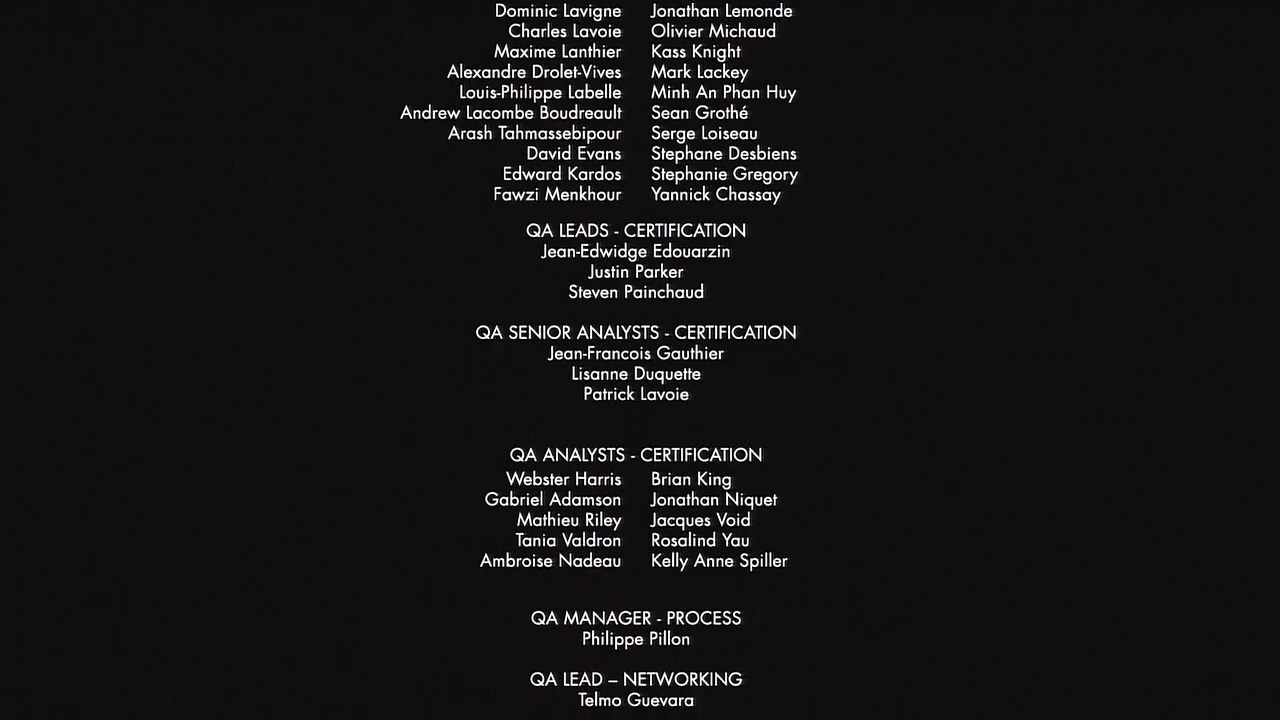 Dominic Lavigne Jonathan Lemonde
Charles Lavoie Olivier Michaud
Maxime Lanthier Kass Knight
Alexandre Drolet-Vives Mark Lackey
Louis-Philippe Labelle Minh An Phan Huy
Andrew Lacombe Boudreault Sean Grothé
Arash Tahmassebipour Serge Loiseau
David Evans Stephane Desbiens
Edward Kardos Stephanie Gregory
Fawzi Menkhour Yannick Chassay
QA LEADS - CERTIFICATION
Jean-Edwidge Edouarzin
Justin Parker
Steven Painchaud
QA SENIOR ANALYSTS - CERTIFICATION
Jean-Francois Gauthier
Lisanne Duquette
Patrick Lavoie
QA ANALYSTS - CERTIFICATION
Webster Harris Brian King
Gabriel Adamson Jonathan Niquet
Mathieu Riley Jacques Void
Tania Valdron Rosalind Yau
Ambroise Nadeau Kelly Anne Spiller
QA MANAGER - PROCESS
Philippe Pillon
QA LEAD – NETWORKING
Telmo Guevara